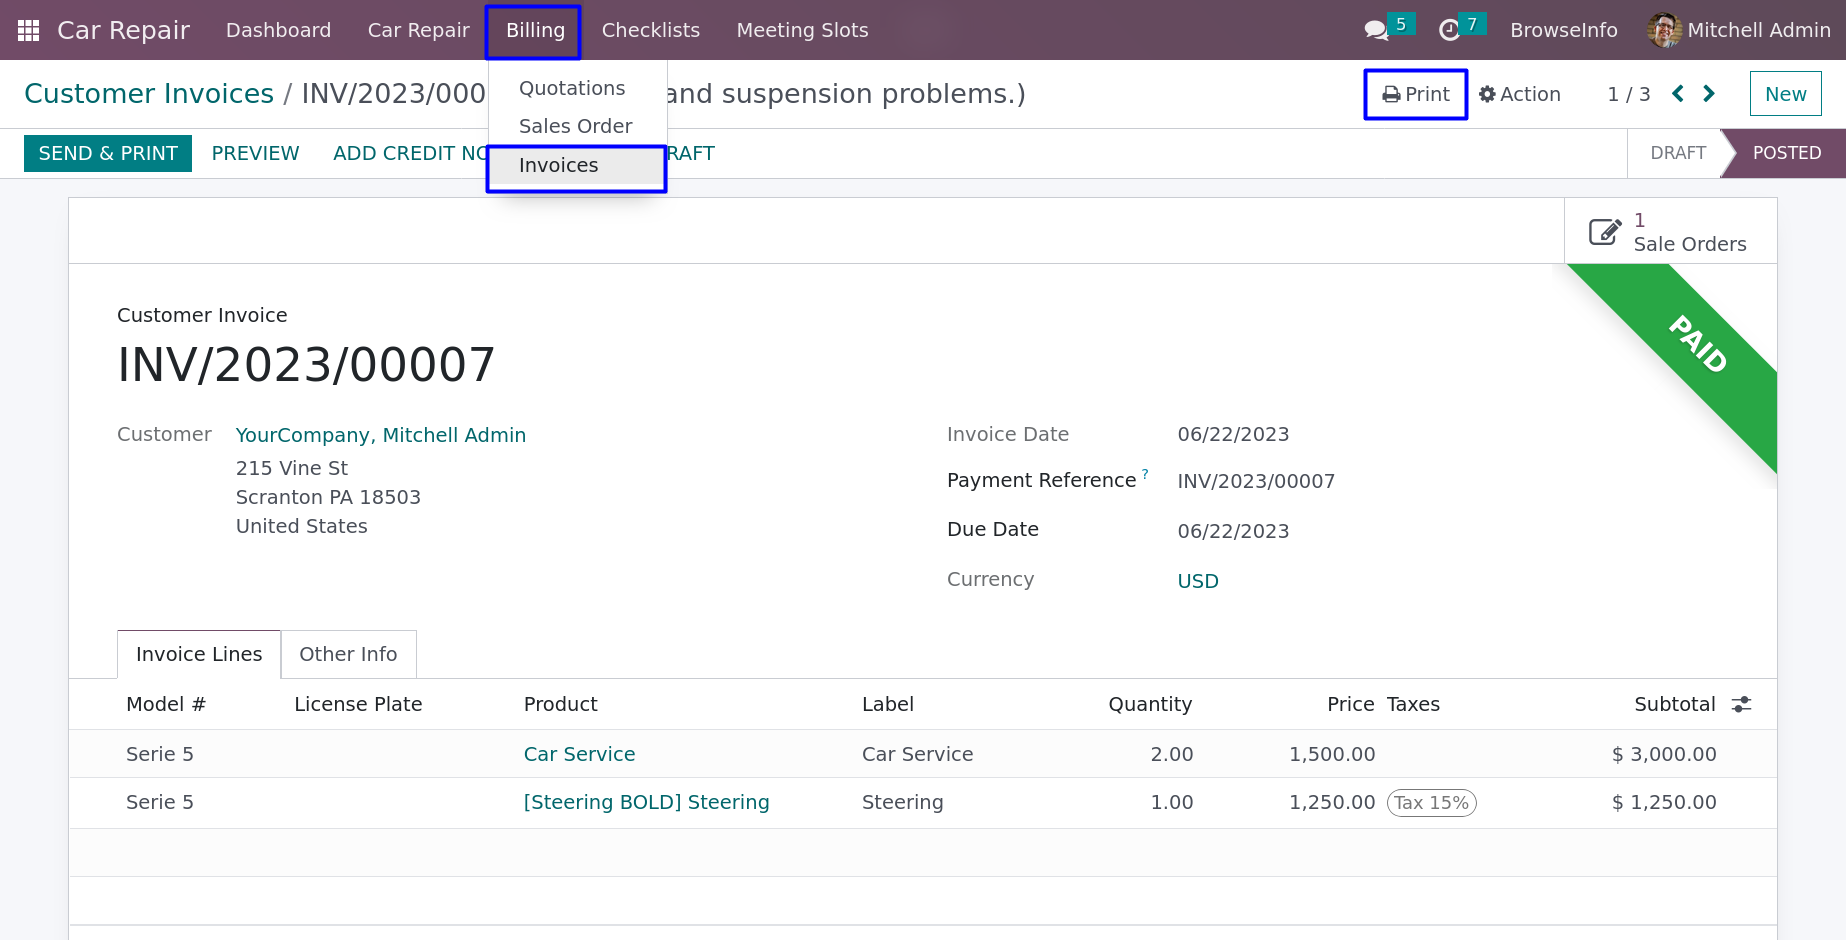 Car Repair Dashboard Car Repair Billing Checklists Meeting Slots 5 7 BrowseInfo Mitchell Admin
Customer Invoices / INV/2023/000 and suspension problems.) Print Action 1 / 3 New
Quotations
Sales Order
Invoices
SEND & PRINT PREVIEW ADD CREDIT NO RAFT DRAFT POSTED
1
Sale Orders
PAID
Customer Invoice
INV/2023/00007
Customer YourCompany, Mitchell Admin
215 Vine St
Scranton PA 18503
United States
Invoice Date 06/22/2023
Payment Reference ? INV/2023/00007
Due Date 06/22/2023
Currency USD
Invoice Lines Other Info
Model # License Plate Product Label Quantity Price Taxes Subtotal
Serie 5 Car Service Car Service 2.00 1,500.00 $ 3,000.00
Serie 5 [Steering BOLD] Steering Steering 1.00 1,250.00 Tax 15% $ 1,250.00